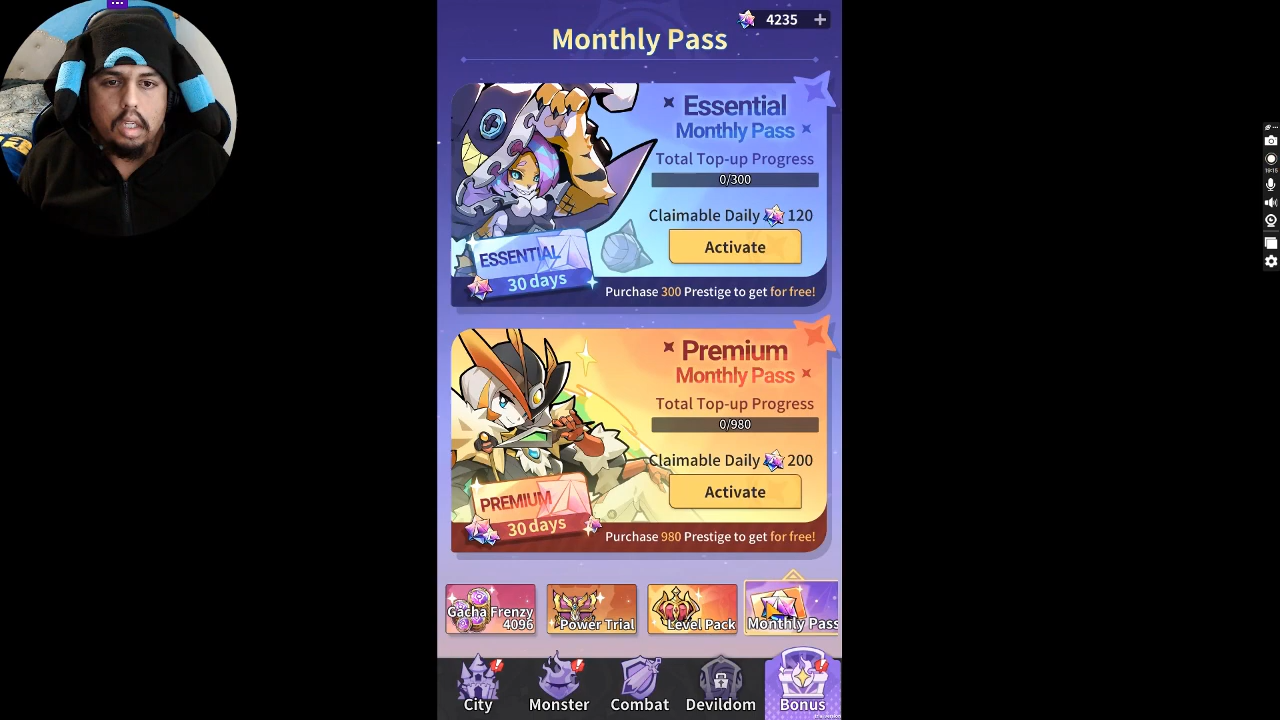 4235 +
Monthly Pass
Essential
Monthly Pass
Total Top-up Progress
0/300
Claimable Daily 120
Activate
ESSENTIAL
30 days
Purchase 300 Prestige to get for free!
Premium
Monthly Pass
Total Top-up Progress
0/980
Claimable Daily 200
Activate
PREMIUM
30 days
Purchase 980 Prestige to get for free!
Gacha Frenzy
4096
Power Trial
Level Pack
Monthly Pass
City
Monster
Combat
Devildom
Bonus